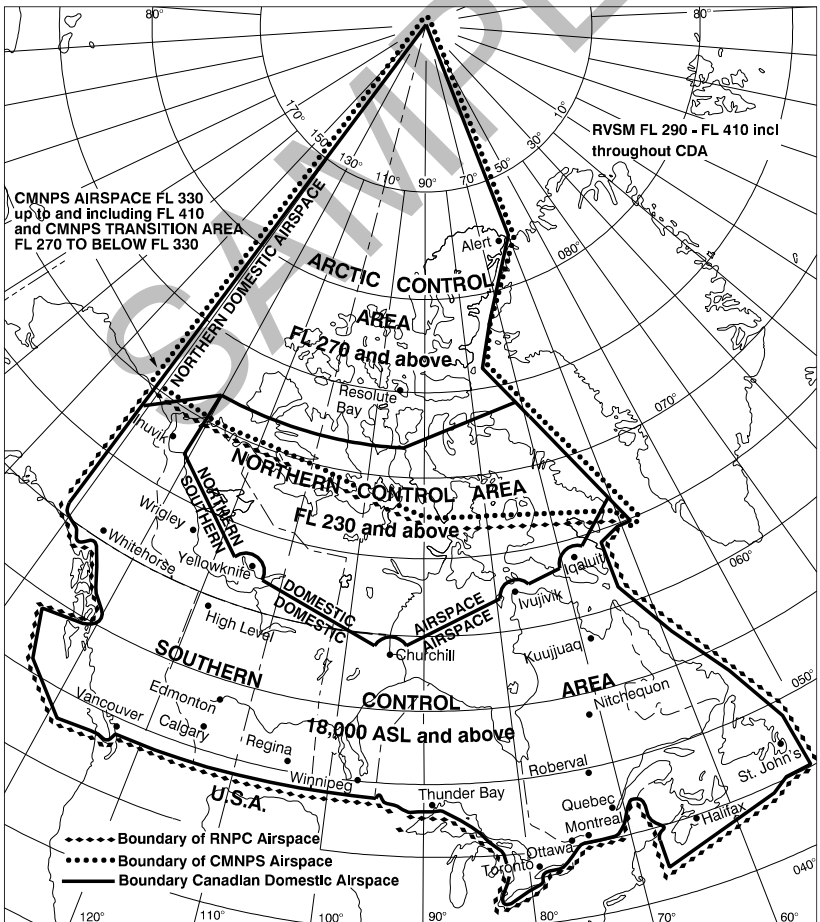 80°
80°
SAMPLE
170°
150
130°
110°
90°
70°
50°
30°
10°
RVSM FL 290 - FL 410 incl
throughout CDA
CMNPS AIRSPACE FL 330
up to and including FL 410
and CMNPS TRANSITION AREA
FL 270 TO BELOW FL 330
NORTHERN DOMESTIC AIRSPACE
Alert
080°
ARCTIC CONTROL
AREA
FL 270 and above
Resolute
Bay
070°
Inuvik
NORTHERN CONTROL AREA
FL 230 and above
NORTHERN
SOUTHERN
Wrigley
Whitehorse
Yellowknife
Iqaluit
060°
DOMESTIC
DOMESTIC
AIRSPACE
AIRSPACE
Ivujivik
High Level
Churchill
Kuujjuaq
SOUTHERN
CONTROL
AREA
18,000 ASL and above
050°
Vancouver
Edmonton
Calgary
Nitchequon
Regina
Winnipeg
Roberval
St. John's
U.S.A.
Thunder Bay
Quebec
Montreal
Halifax
Ottawa
Toronto
Boundary of RNPC Airspace
Boundary of CMNPS Airspace
Boundary Canadian Domestic Airspace
040°
120°
110°
100°
90°
80°
70°
60°